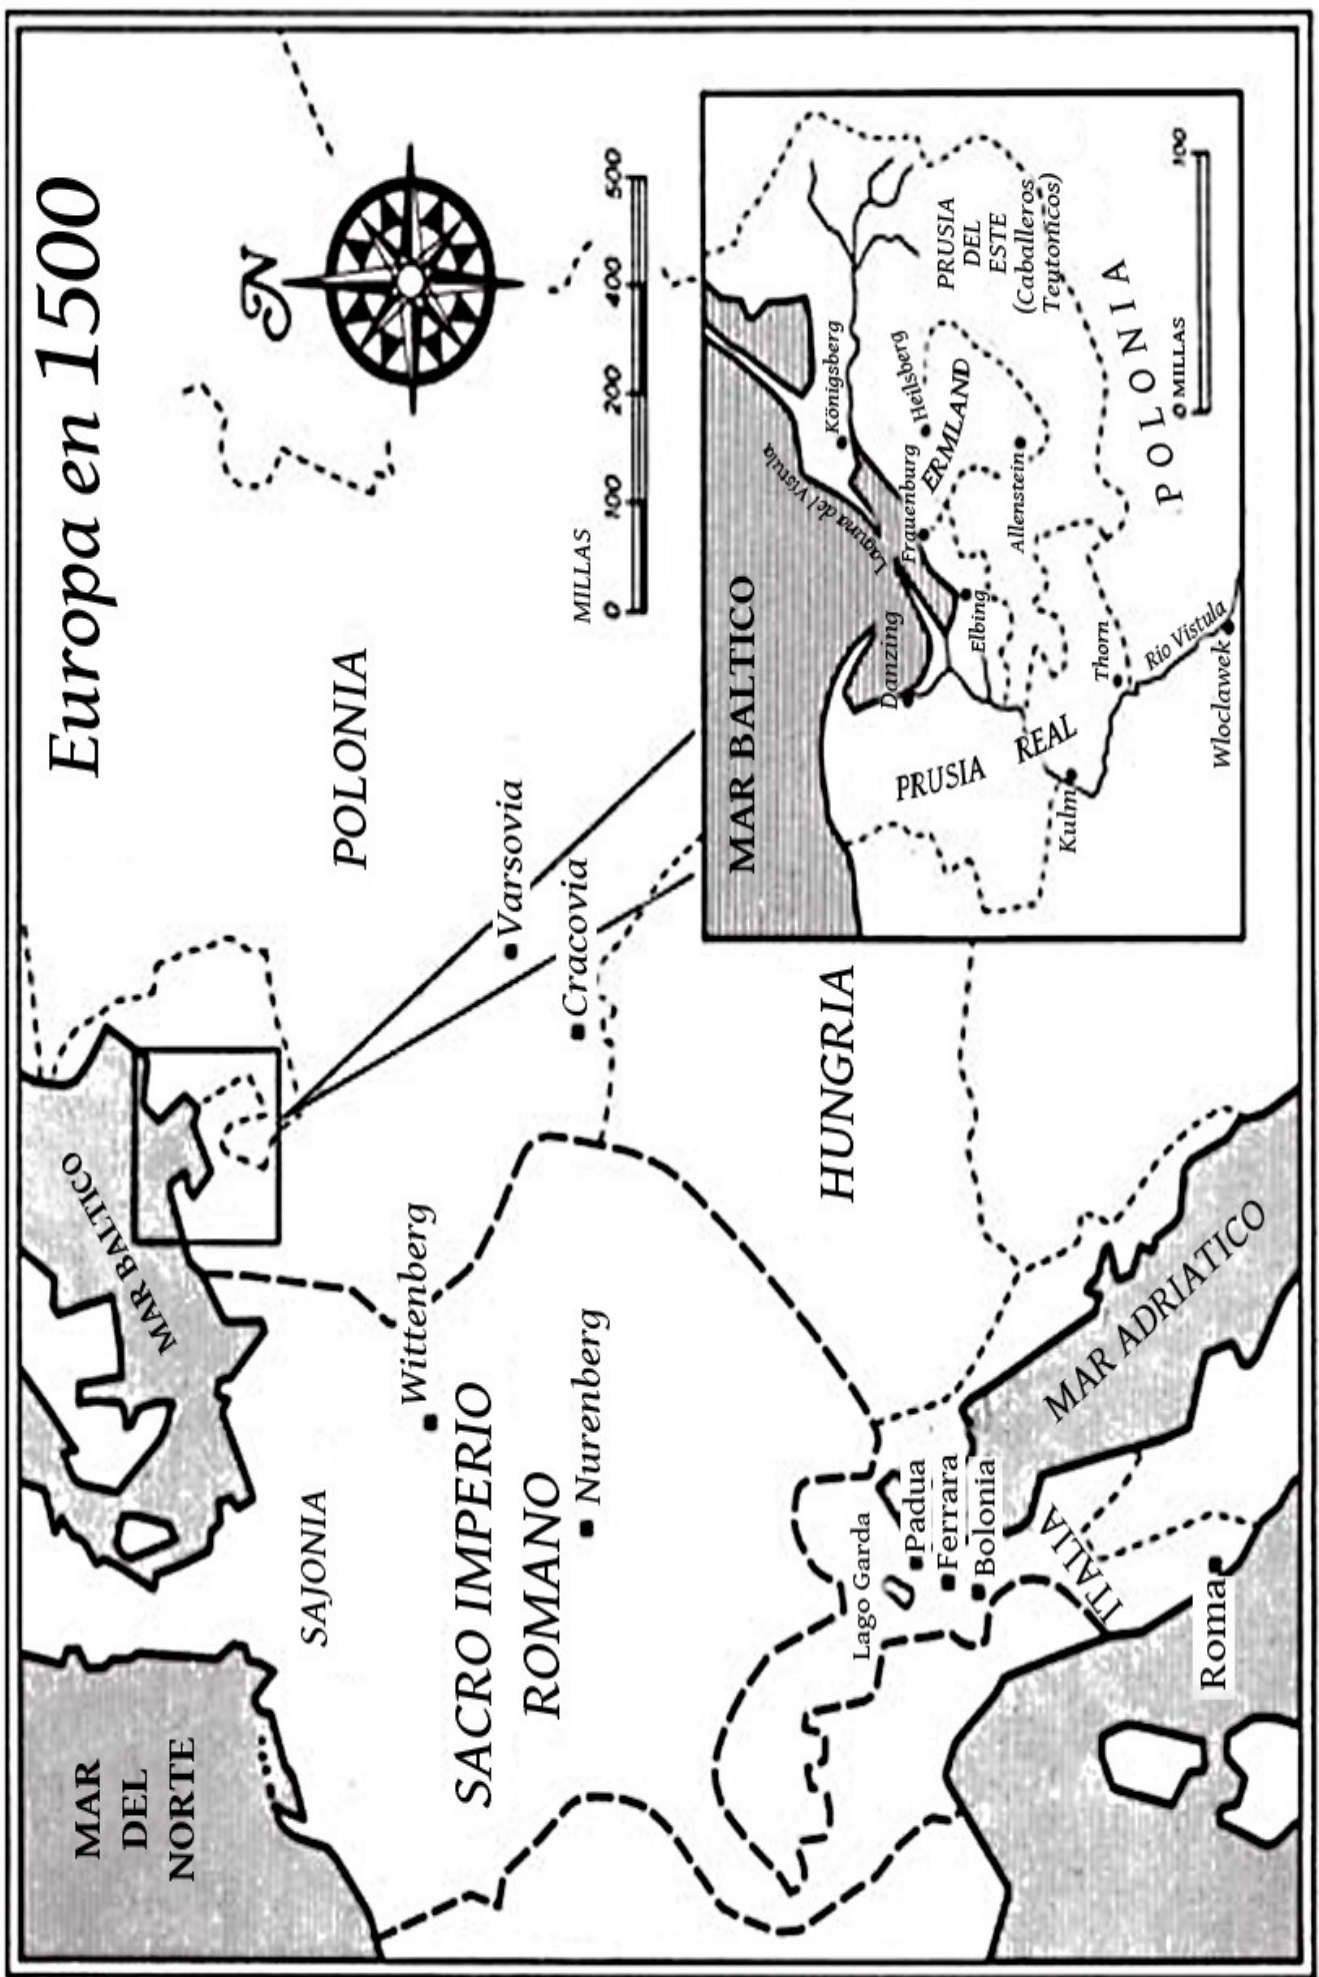 Europa en 1500
N
MAR
DEL
NORTE
MAR BALTICO
SAJONIA
POLONIA
Wittenberg
Varsovia
SACRO IMPERIO
ROMANO
Nurenberg
Cracovia
MILLAS
0 100 200 400 500
HUNGRIA
Lago Garda
Padua
Ferrara
Bolonia
ITALIA
MAR ADRIATICO
Roma
MAR BALTICO
Laguna del Vistula
Königsberg
Danzing
Frauenburg
Heilsberg
PRUSIA
DEL
ESTE
(Caballeros
Teutonicos)
ERMLAND
Elbing
Allenstein
PRUSIA REAL
Thorn
Kulm
POLONIA
Río Vistula
Wloclawek
0 MILLAS 100